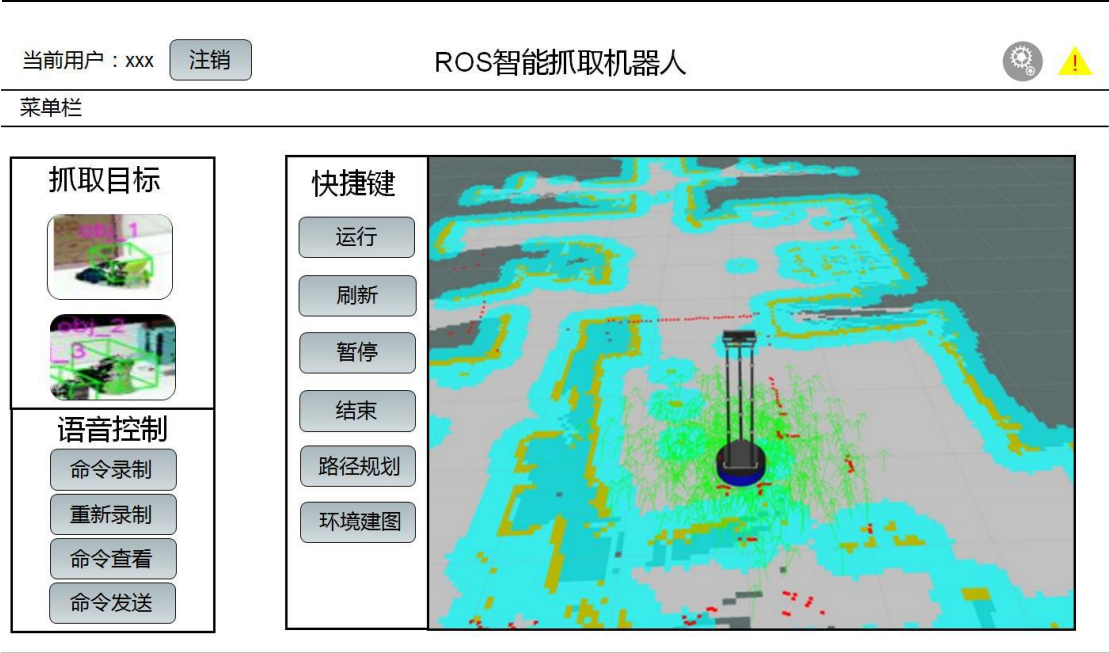 当前用户：xxx 注销 ROS智能抓取机器人 !
菜单栏
抓取目标
obj_1
obj_2
_3
语音控制
命令录制
重新录制
命令查看
命令发送
快捷键
运行
刷新
暂停
结束
路径规划
环境建图